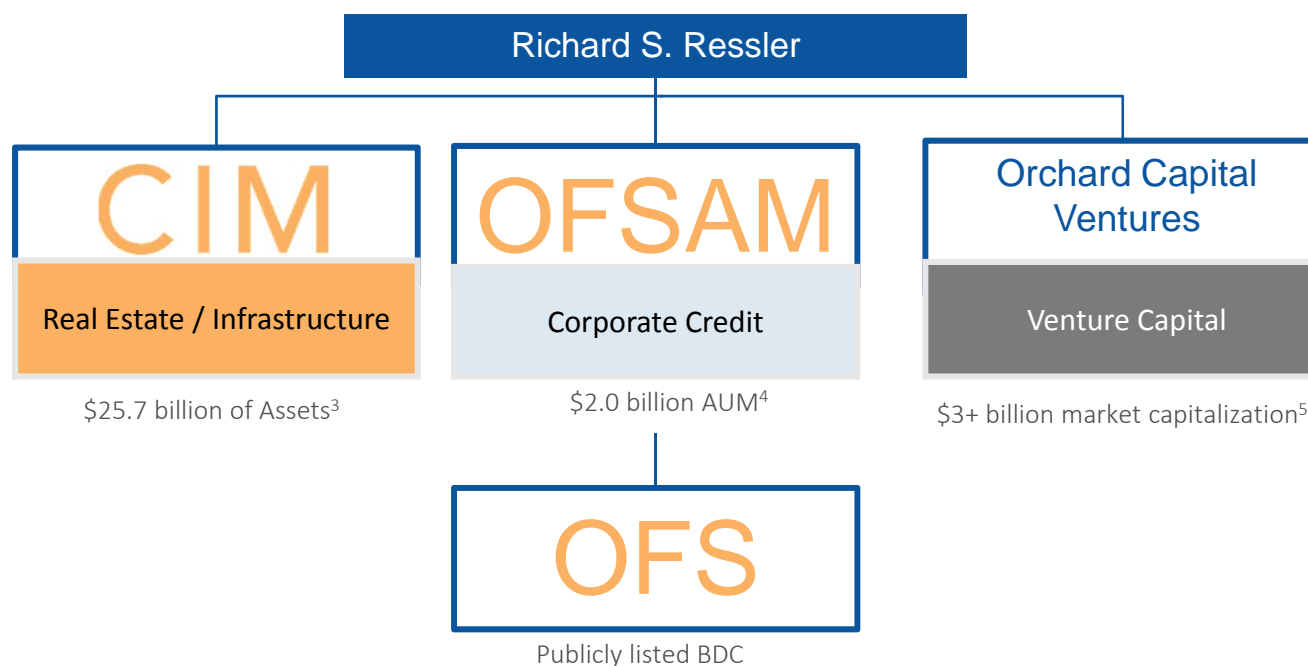 Richard S. Ressler
CIM
OFSAM
Orchard Capital
Ventures
Real Estate / Infrastructure
Corporate Credit
Venture Capital
$25.7 billion of Assets³
$2.0 billion AUM⁴
$3+ billion market capitalization⁵
OFS
Publicly listed BDC